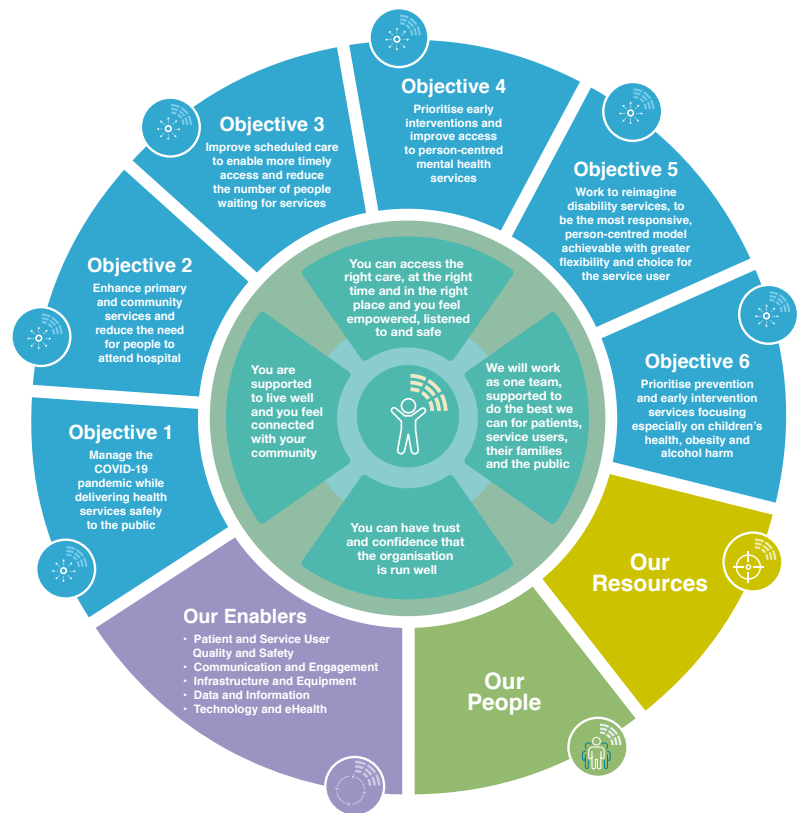 Objective 1
Manage the
COVID-19
pandemic while
delivering health
services safely
to the public
Objective 2
Enhance primary
and community
services and
reduce the need
for people to
attend hospital
Objective 3
Improve scheduled care
to enable more timely
access and reduce
the number of people
waiting for services
Objective 4
Prioritise early
interventions and
improve access
to person-centred
mental health
services
Objective 5
Work to reimagine
disability services, to
be the most responsive,
person-centred model
achievable with greater
flexibility and choice for
the service user
Objective 6
Prioritise prevention
and early intervention
services focusing
especially on children’s
health, obesity and
alcohol harm
Our
Resources
Our
People
Our Enablers
• Patient and Service User
Quality and Safety
• Communication and Engagement
• Infrastructure and Equipment
• Data and Information
• Technology and eHealth
You can access the
right care, at the right
time and in the right
place and you feel
empowered, listened
to and safe
We will work
as one team,
supported to
do the best we
can for patients,
service users,
their families
and the public
You can have trust
and confidence that
the organisation
is run well
You are
supported
to live well
and you feel
connected
with your
community